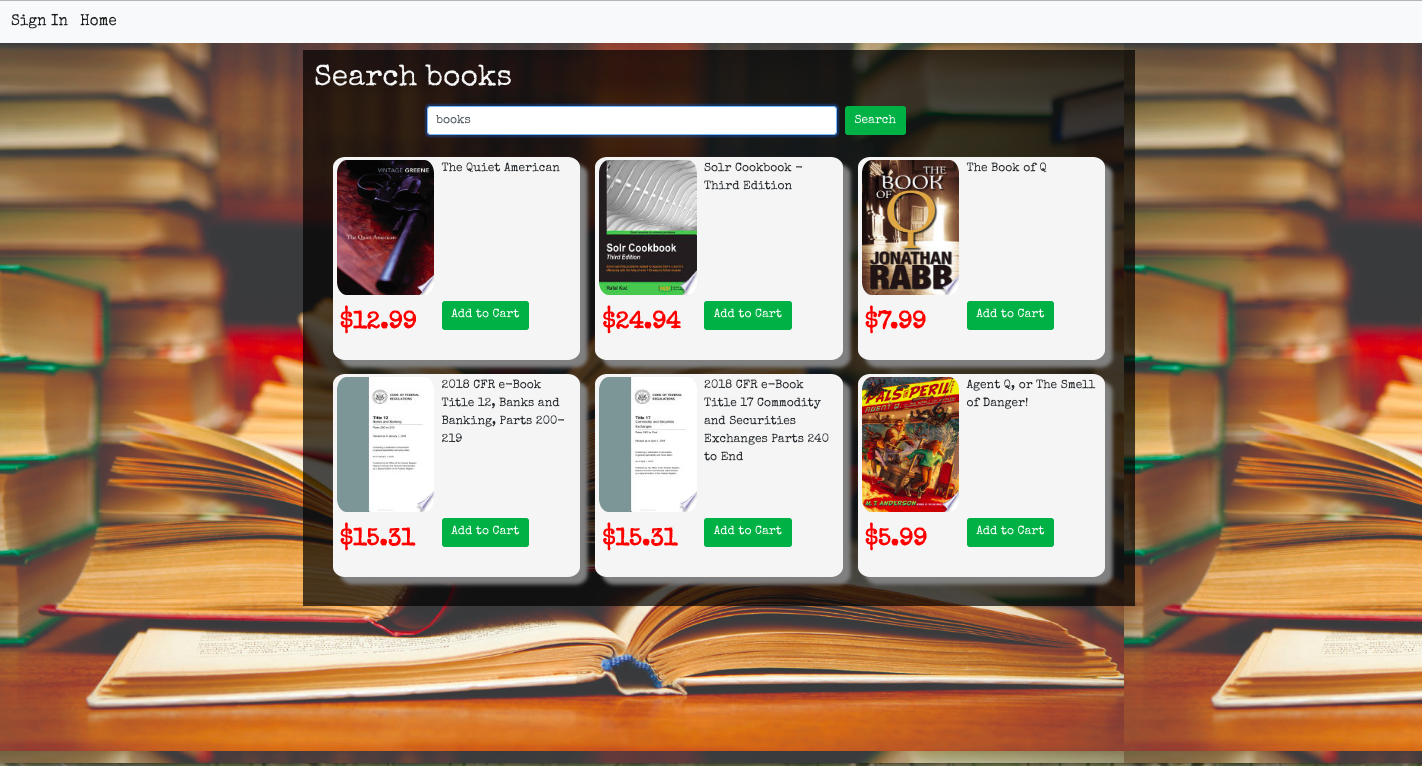 Sign In Home
Search books
books
Search
VINTAGE GREENE
The Quiet American
The Quiet American
$12.99
Add to Cart
Solr Cookbook
Third Edition
Rafał Kuć
Solr Cookbook -
Third Edition
$24.94
Add to Cart
THE
BOOK
OF
Q
JONATHAN
RABB
The Book of Q
$7.99
Add to Cart
CODE OF FEDERAL
REGULATIONS
Title 12
Banks and Banking
2018 CFR e-Book
Title 12, Banks and
Banking, Parts 200-
219
$15.31
Add to Cart
CODE OF FEDERAL
REGULATIONS
Title 17
Commodity and Securities
Exchanges
2018 CFR e-Book
Title 17 Commodity
and Securities
Exchanges Parts 240
to End
$15.31
Add to Cart
PALS IN PERIL!
AGENT Q
M.T. ANDERSON
Agent Q, or The Smell
of Danger!
$5.99
Add to Cart